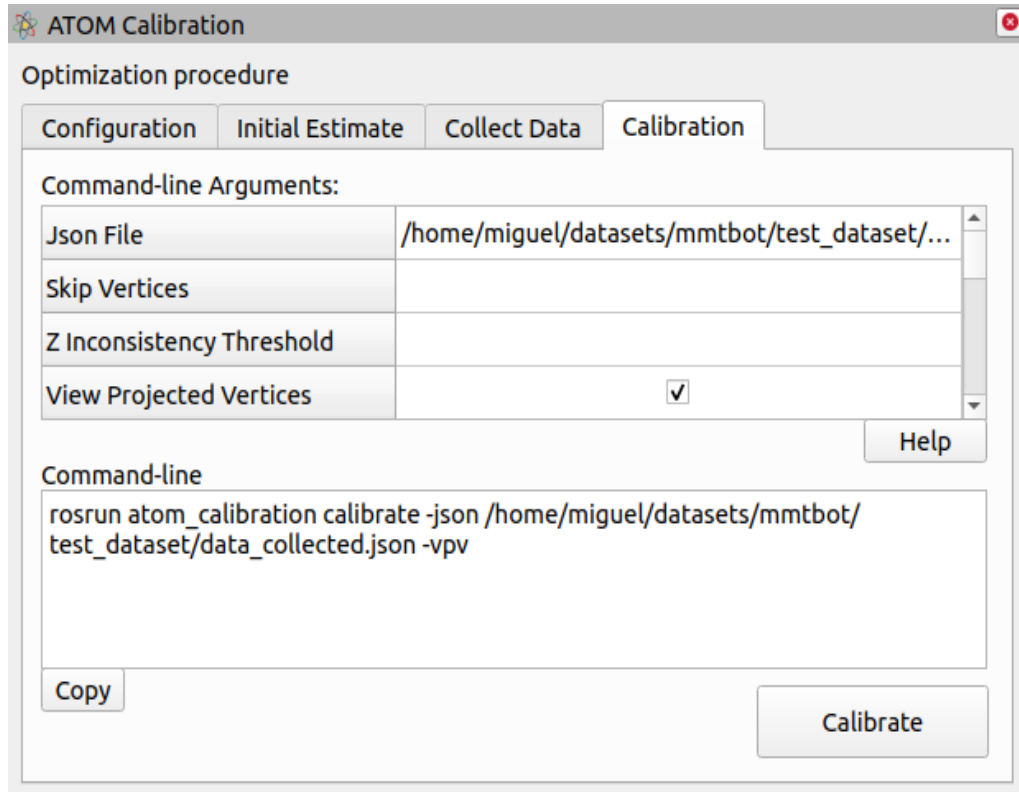 ATOM Calibration
Optimization procedure
Configuration
Initial Estimate
Collect Data
Calibration
Command-line Arguments:
Json File
/home/miguel/datasets/mmtbot/test_dataset/...
Skip Vertices
Z Inconsistency Threshold
View Projected Vertices
Help
Command-line
rosrun atom_calibration calibrate -json /home/miguel/datasets/mmtbot/
test_dataset/data_collected.json -vpv
Copy
Calibrate